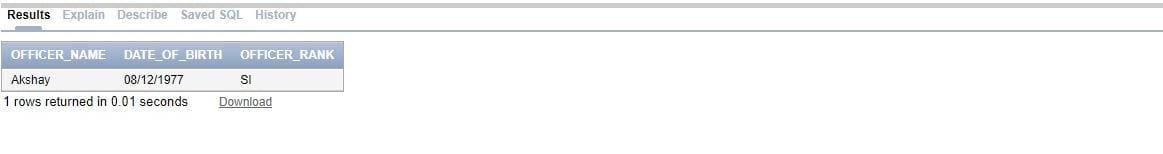 Results Explain Describe Saved SQL History
OFFICER_NAME DATE_OF_BIRTH OFFICER_RANK
Akshay 08/12/1977 SI
1 rows returned in 0.01 seconds Download